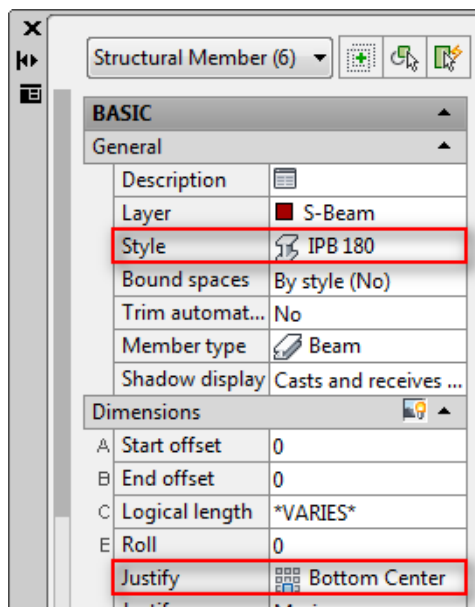 Structural Member (6)
BASIC
General
Description
Layer S-Beam
Style IPB 180
Bound spaces By style (No)
Trim automat... No
Member type Beam
Shadow display Casts and receives ...
Dimensions
A Start offset 0
B End offset 0
C Logical length *VARIES*
E Roll 0
Justify Bottom Center